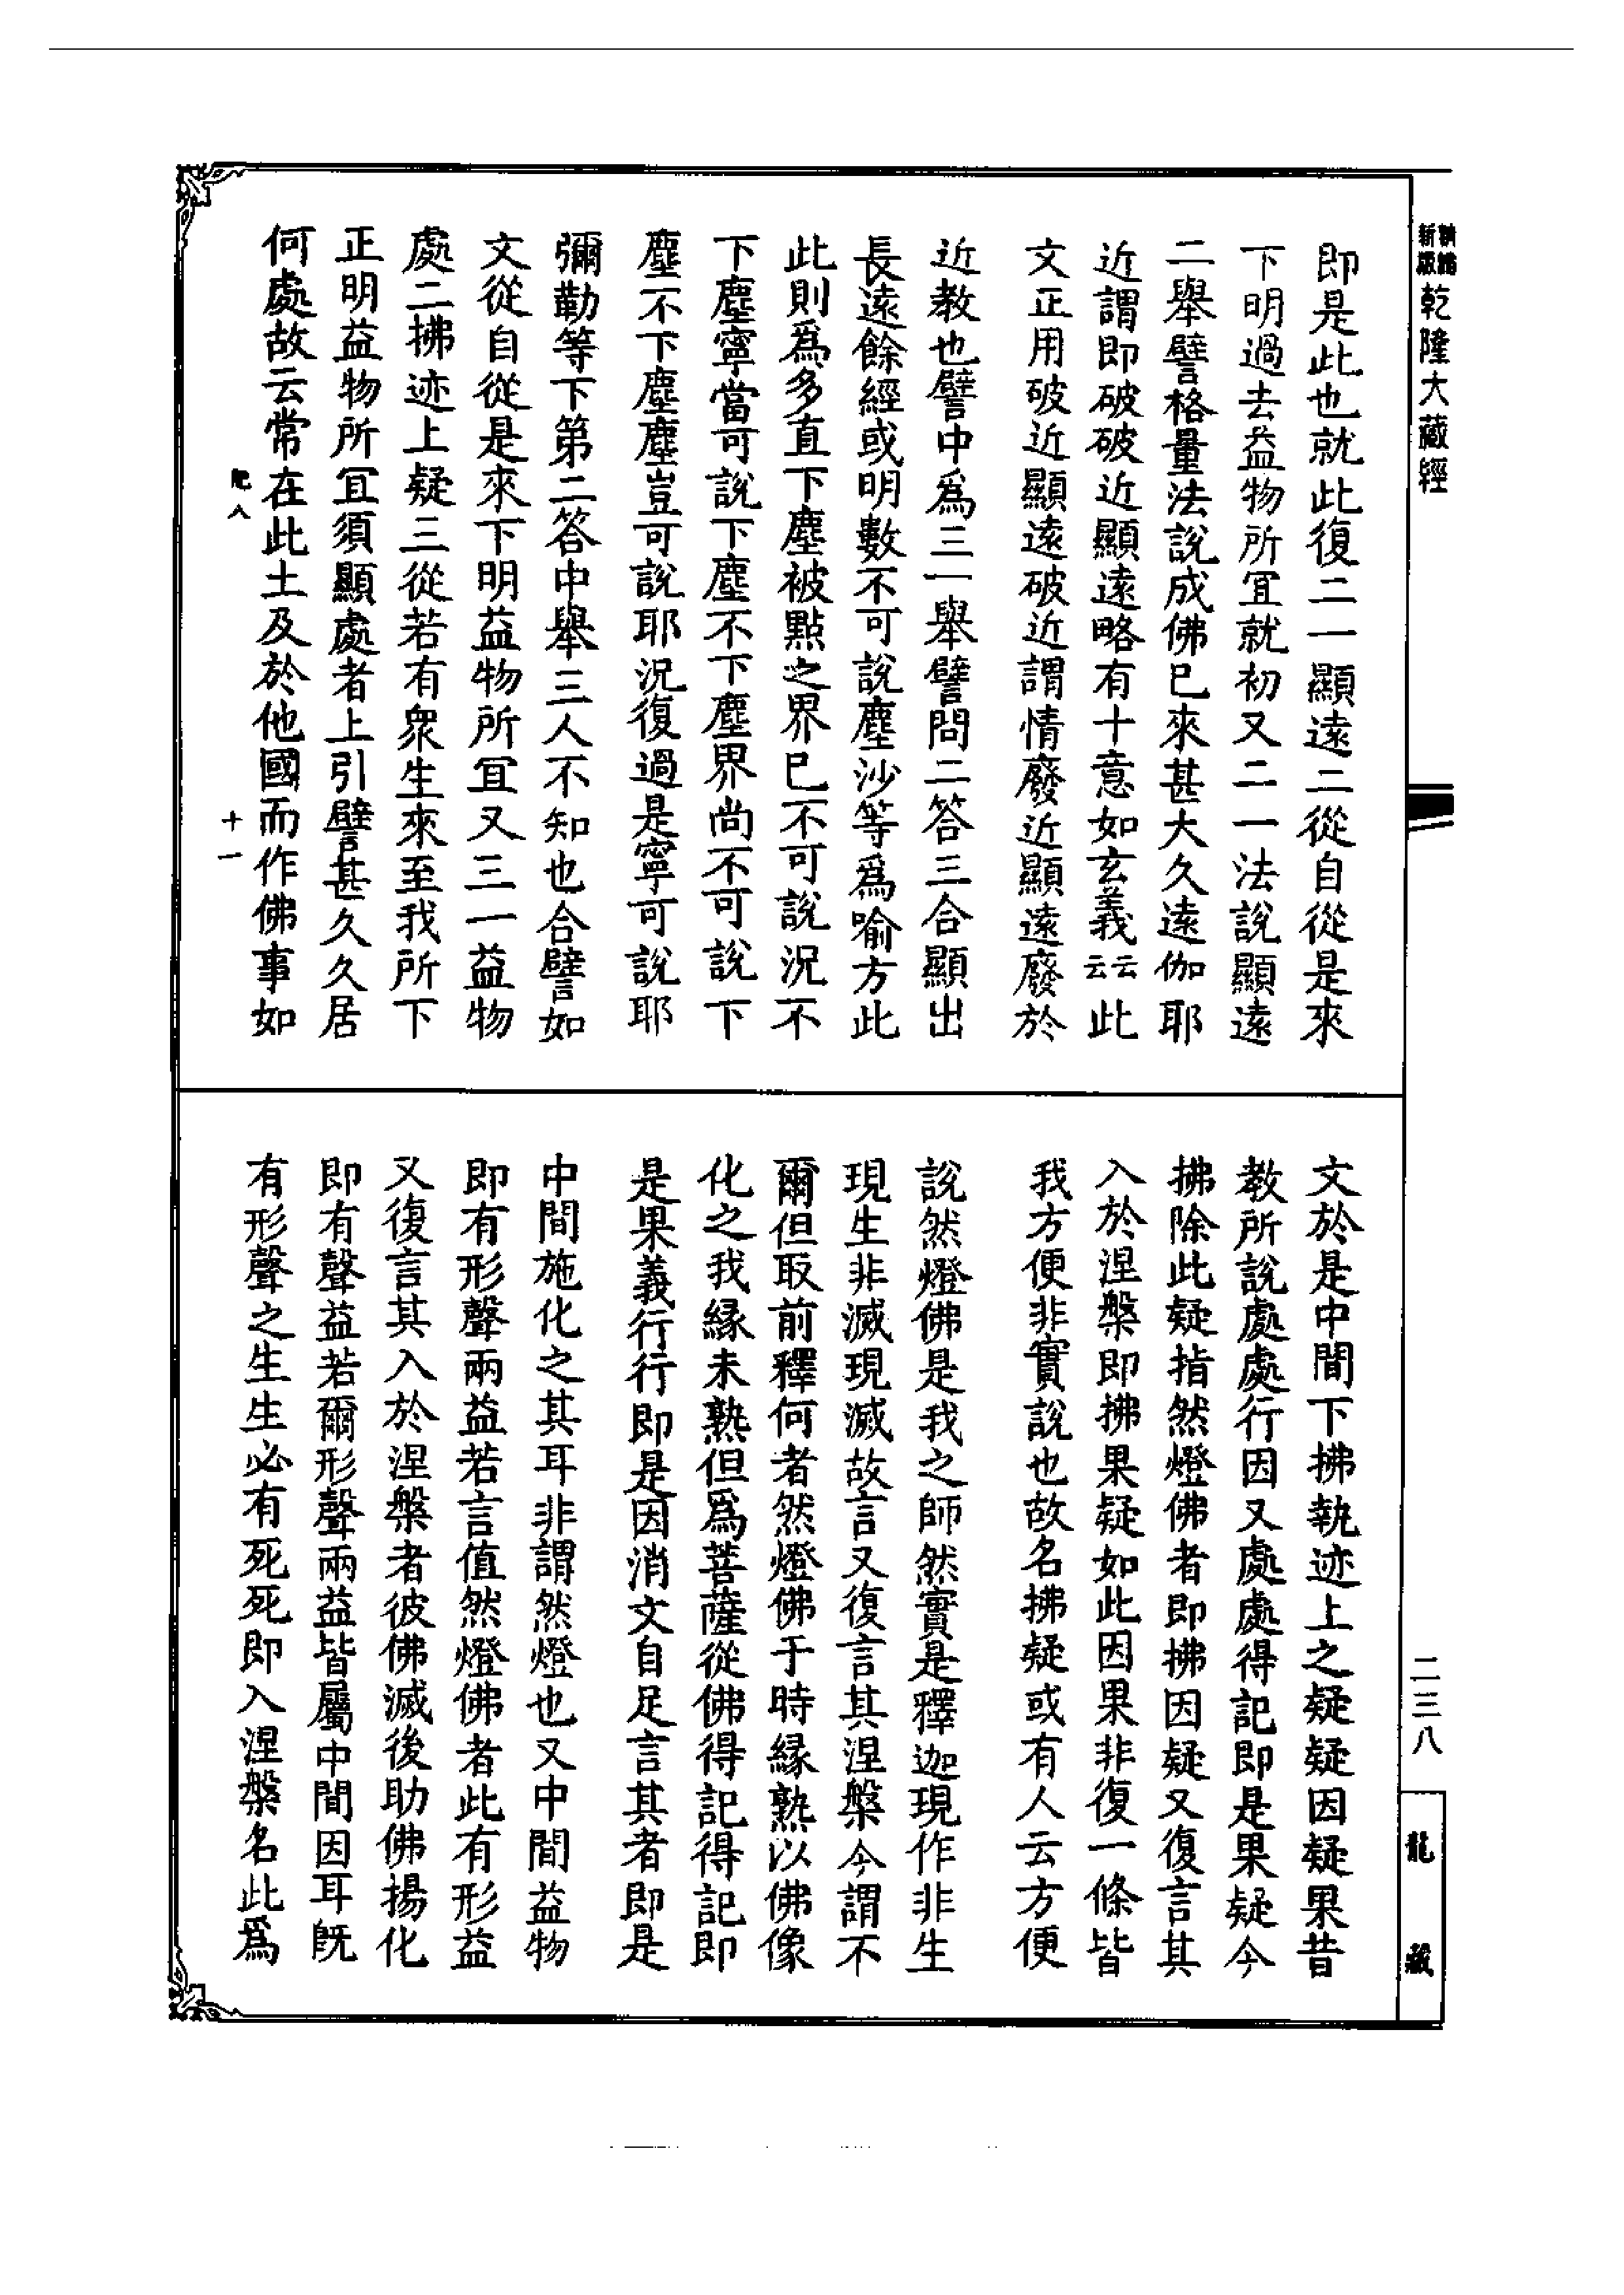 新編縮版乾隆大藏經
即是此也就此復二一顯遠二從自從是來
下明過去益物所宜就初又二一法說顯遠
二舉譬格量法說成佛已來甚大久遠伽耶
近謂即破破近顯遠略有十意如玄義云云此
文正用破近顯遠破近謂情廢近顯遠廢於
近教也譬中為三一舉譬問二答三合顯出
長遠餘經或明數不可說塵沙等為喻方此
此則為多直下塵被點之界已不可說況不
下塵寧當可說下塵不下塵界尚不可說下
塵不下塵塵豈可說耶況復過是寧可說耶
彌勒等下第二答中舉三人不知也合譬如
文從自從是來下明益物所宜又三一益物
處二拂迹上疑三從若有眾生來至我所下
正明益物所宜須顯處者上引譬甚久久居
何處故云常在此土及於他國而作佛事如
肥八
十一
文於是中間下拂執迹上之疑疑因疑果昔
教所說處處行因又處處得記即是果疑今
拂除此疑指然燈佛者即拂因疑又復言其
入於涅槃即拂果疑如此因果非復一條皆
我方便非實說也故名拂疑或有人云方便
說然燈佛是我之師然實是釋迦現作非生
現生非滅現滅故言又復言其涅槃今謂不
爾但取前釋何者然燈佛于時緣熟以佛像
化之我緣未熟但爲菩薩從佛得記得記即
是果義行行即是因消文自足言其者即是
中間施化之其耳非謂然燈也又中間益物
即有形聲兩益若言值然燈佛者此有形益
又復言其入於涅槃者彼佛滅後助佛揚化
即有聲益若爾形聲兩益皆屬中間因耳既
有形聲之生生必有死死即入涅槃名此爲
二三八
龍藏